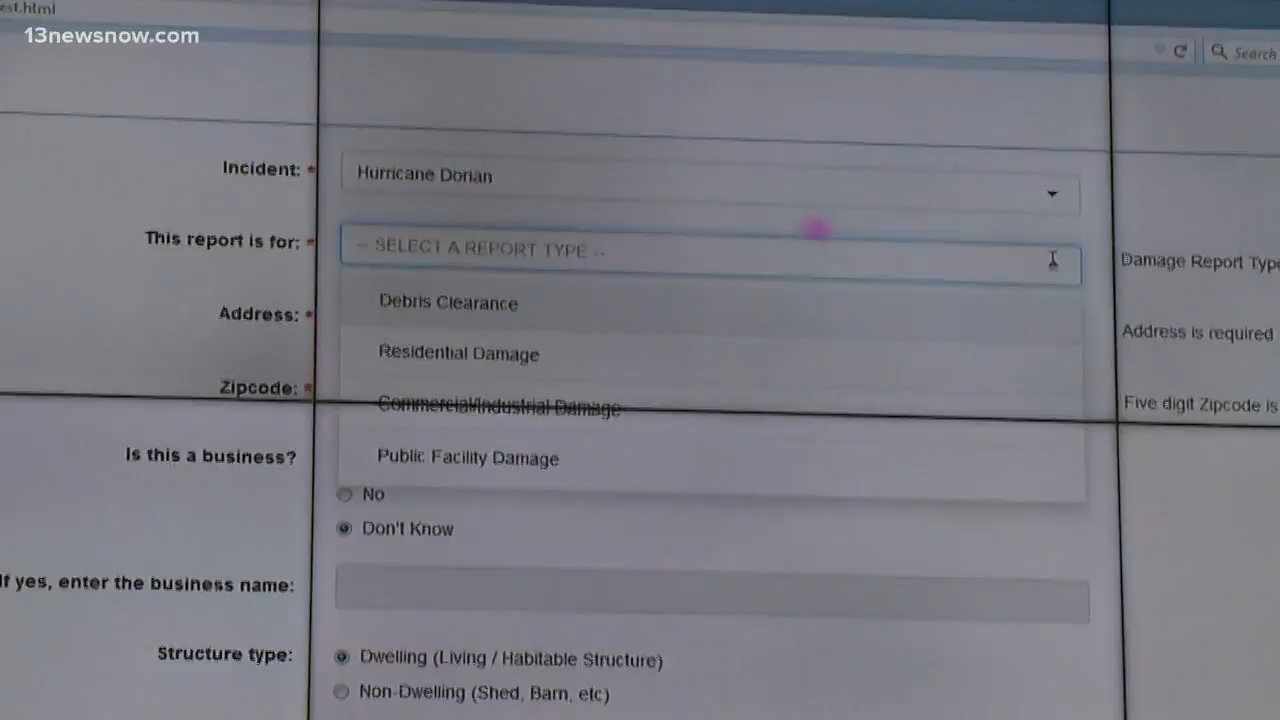 est.html
13newsnow.com
Search
Incident: *
Hurricane Dorian
This report is for: *
-- SELECT A REPORT TYPE --
Damage Report Type
Debris Clearance
Address: *
Address is required
Residential Damage
Zipcode: *
Commercial/Industrial Damage
Five digit Zipcode is
Is this a business?
Public Facility Damage
No
Don't Know
If yes, enter the business name:
Structure type:
Dwelling (Living / Habitable Structure)
Non-Dwelling (Shed, Barn, etc)